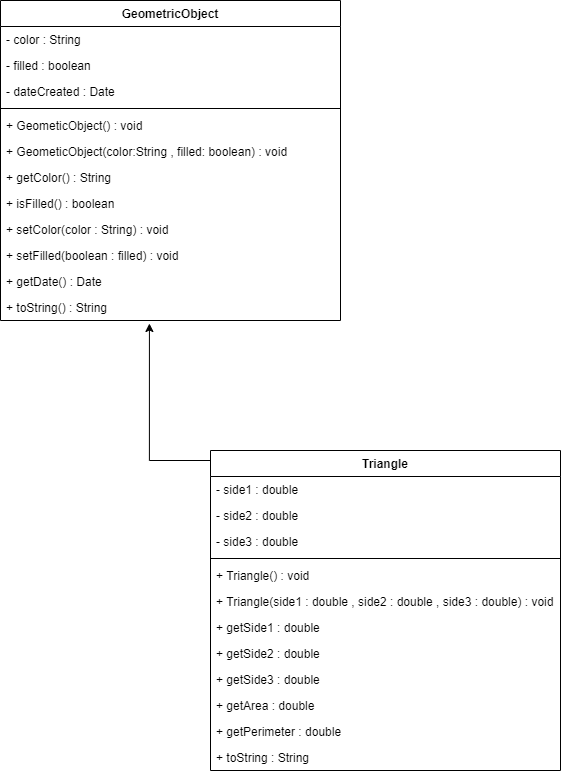 GeometricObject
- color : String
- filled : boolean
- dateCreated : Date
+ GeometicObject() : void
+ GeometicObject(color:String , filled: boolean) : void
+ getColor() : String
+ isFilled() : boolean
+ setColor(color : String) : void
+ setFilled(boolean : filled) : void
+ getDate() : Date
+ toString() : String
Triangle
- side1 : double
- side2 : double
- side3 : double
+ Triangle() : void
+ Triangle(side1 : double , side2 : double , side3 : double) : void
+ getSide1 : double
+ getSide2 : double
+ getSide3 : double
+ getArea : double
+ getPerimeter : double
+ toString : String